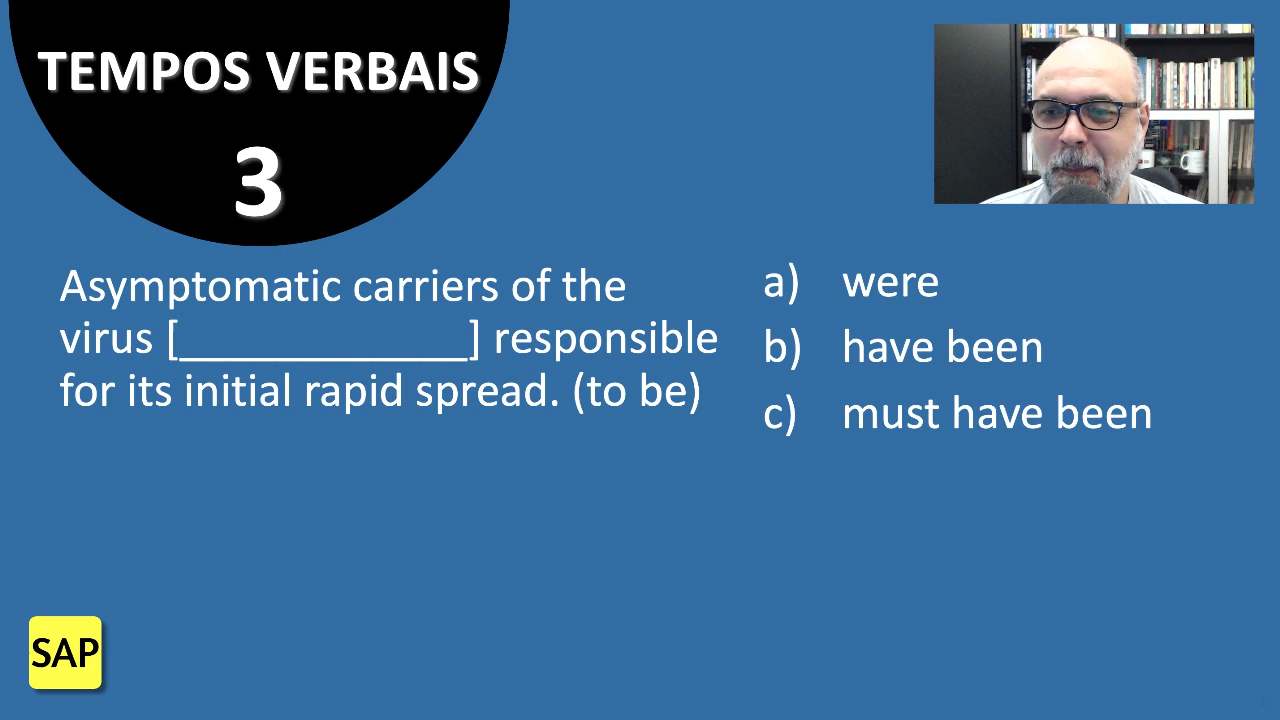 TEMPOS VERBAIS
3
Asymptomatic carriers of the
virus [_____________] responsible
for its initial rapid spread. (to be)
a) were
b) have been
c) must have been
SAP